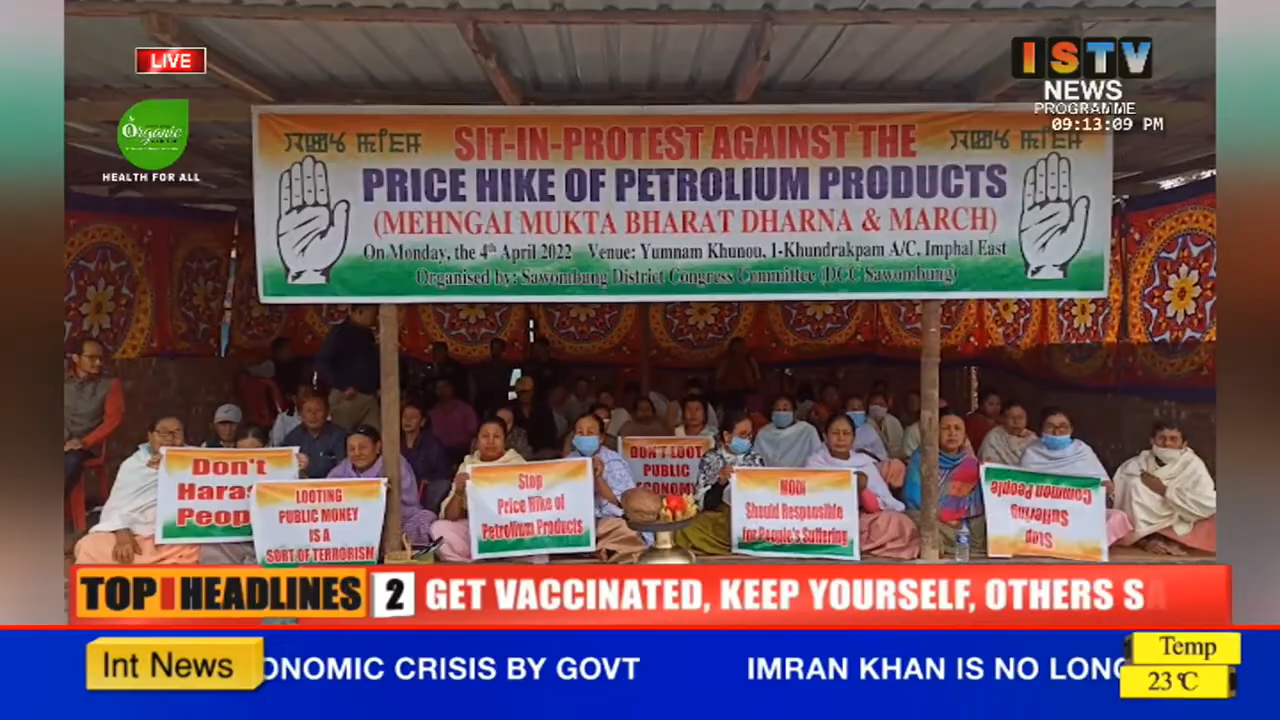 LIVE
Organic
HEALTH FOR ALL
ISTV
NEWS
PROGRAMME
09:13:09 PM
SIT-IN-PROTEST AGAINST THE
PRICE HIKE OF PETROLIUM PRODUCTS
(MEHNGAI MUKTA BHARAT DHARNA & MARCH)
On Monday, the 4th April 2022 Venue: Yumnam Khunou, 1-Khundrakpam A/C, Imphal East
Organised by: Sawombung District Congress Committee (DCC Sawombung)
Don't
Haras
Peop
LOOTING
PUBLIC MONEY
IS A
SORT OF TERRORISM
Stop
Price Hike of
Petrolium Products
DON'T LOOT
PUBLIC
ECONOMY
MODI
Should Responsible
for People's Suffering
Stop
Suffering
Common People
TOP HEADLINES 2 GET VACCINATED, KEEP YOURSELF, OTHERS SA
Int News ONOMIC CRISIS BY GOVT IMRAN KHAN IS NO LONG
Temp
23°C